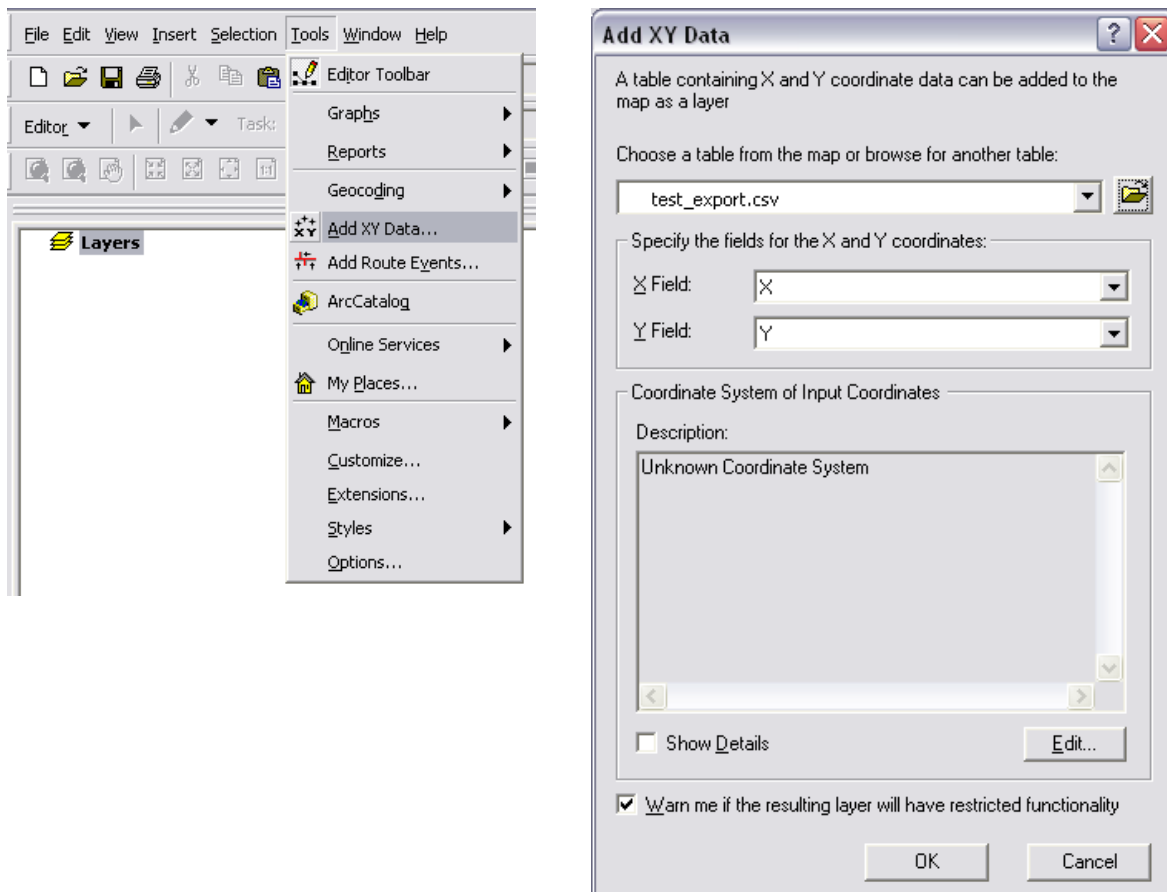 File Edit View Insert Selection Tools Window Help
Editor Task:
1:1
Layers
Editor Toolbar
Graphs
Reports
Geocoding
XY Add XY Data...
Add Route Events...
ArcCatalog
Online Services
My Places...
Macros
Customize...
Extensions...
Styles
Options...
Add XY Data
?
A table containing X and Y coordinate data can be added to the
map as a layer
Choose a table from the map or browse for another table:
test_export.csv
Specify the fields for the X and Y coordinates:
X Field: X
Y Field: Y
Coordinate System of Input Coordinates
Description:
Unknown Coordinate System
Show Details Edit...
Warn me if the resulting layer will have restricted functionality
OK Cancel